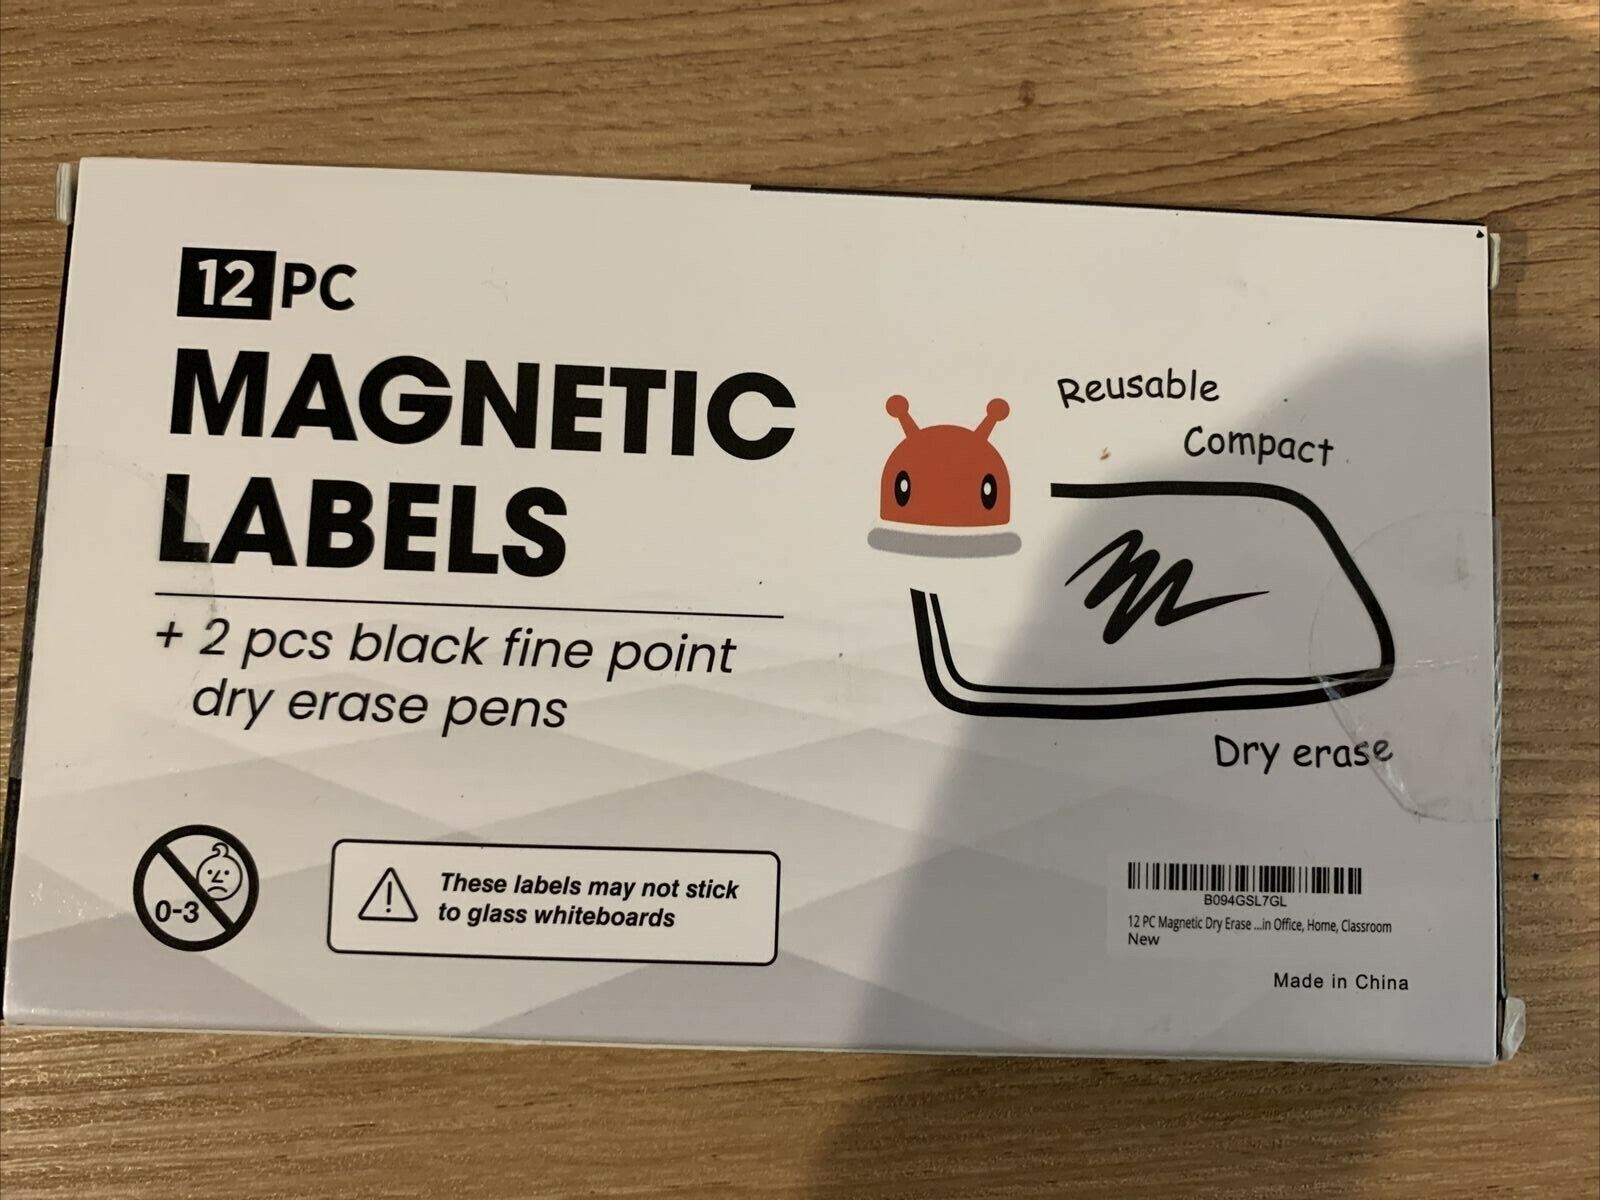 12 PC
MAGNETIC
LABELS
+ 2 pcs black fine point
dry erase pens
Reusable
Compact
Dry erase
0-3
These labels may not stick
to glass whiteboards
B094GSL7GL
12 PC Magnetic Dry Erase ...in Office, Home, Classroom
New
Made in China